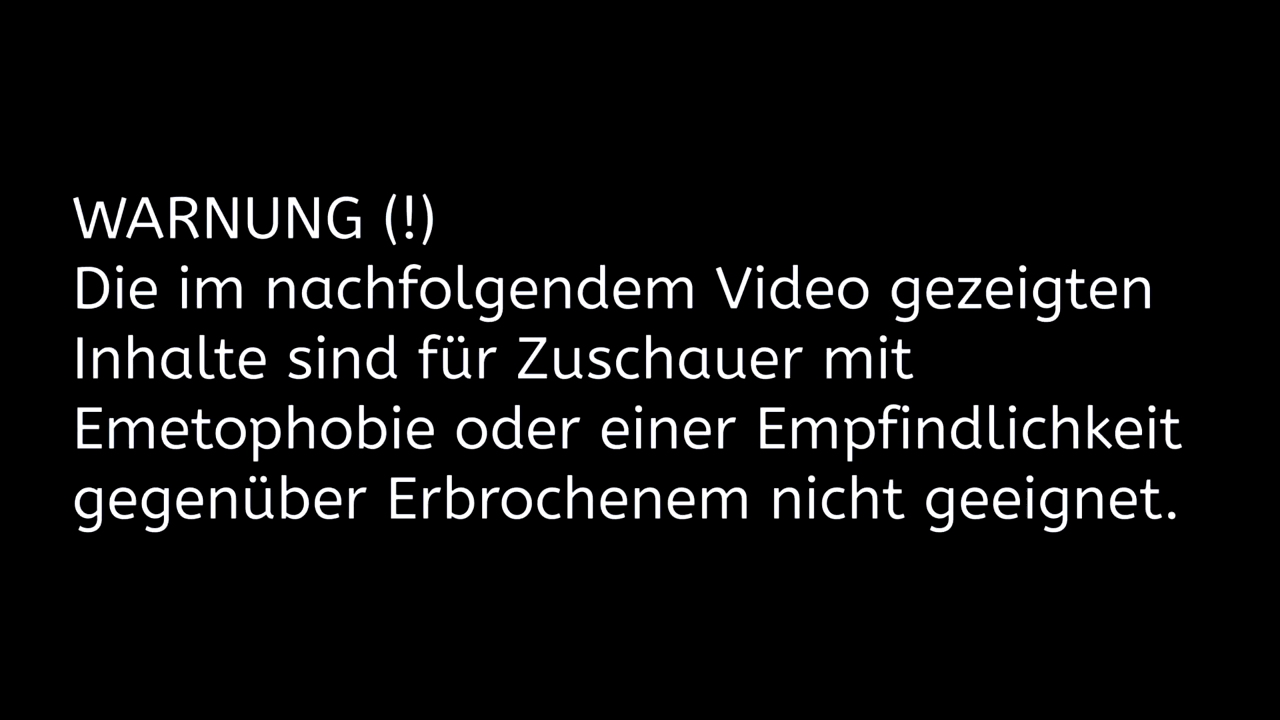 WARNUNG (!)
Die im nachfolgendem Video gezeigten
Inhalte sind für Zuschauer mit
Emetophobie oder einer Empfindlichkeit
gegenüber Erbrochenem nicht geeignet.